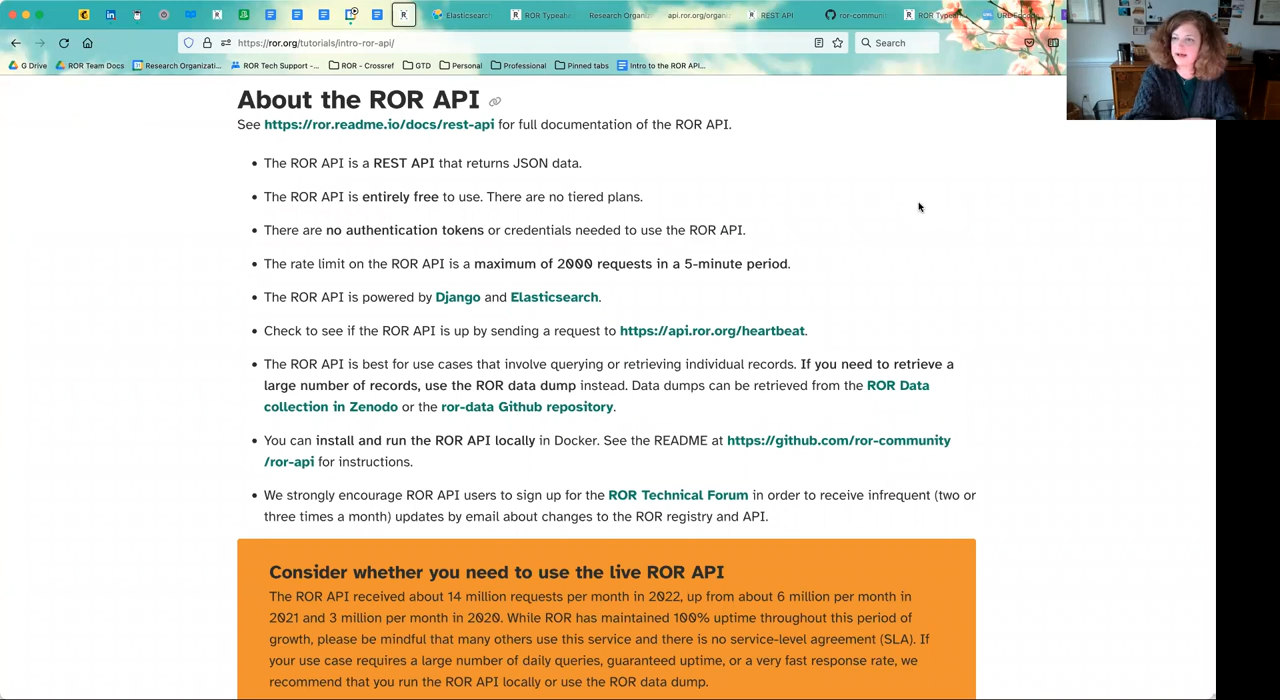 Elasticsearch
ROR Typeahe
Research Organiz
api.ror.org/organi
REST API
ror-commun
ROR Typeah
https://ror.org/tutorials/intro-ror-api/
Search
G Drive
ROR Team Docs
Research Organizati...
ROR Tech Support -...
ROR - Crossref
GTD
Personal
Professional
Pinned tabs
Intro to the ROR API...
About the ROR API
See https://ror.readme.io/docs/rest-api for full documentation of the ROR API.
• The ROR API is a REST API that returns JSON data.
• The ROR API is entirely free to use. There are no tiered plans.
• There are no authentication tokens or credentials needed to use the ROR API.
• The rate limit on the ROR API is a maximum of 2000 requests in a 5-minute period.
• The ROR API is powered by Django and Elasticsearch.
• Check to see if the ROR API is up by sending a request to https://api.ror.org/heartbeat.
• The ROR API is best for use cases that involve querying or retrieving individual records. If you need to retrieve a
large number of records, use the ROR data dump instead. Data dumps can be retrieved from the ROR Data
collection in Zenodo or the ror-data Github repository.
• You can install and run the ROR API locally in Docker. See the README at https://github.com/ror-community
/ror-api for instructions.
• We strongly encourage ROR API users to sign up for the ROR Technical Forum in order to receive infrequent (two or
three times a month) updates by email about changes to the ROR registry and API.
Consider whether you need to use the live ROR API
The ROR API received about 14 million requests per month in 2022, up from about 6 million per month in
2021 and 3 million per month in 2020. While ROR has maintained 100% uptime throughout this period of
growth, please be mindful that many others use this service and there is no service-level agreement (SLA). If
your use case requires a large number of daily queries, guaranteed uptime, or a very fast response rate, we
recommend that you run the ROR API locally or use the ROR data dump.